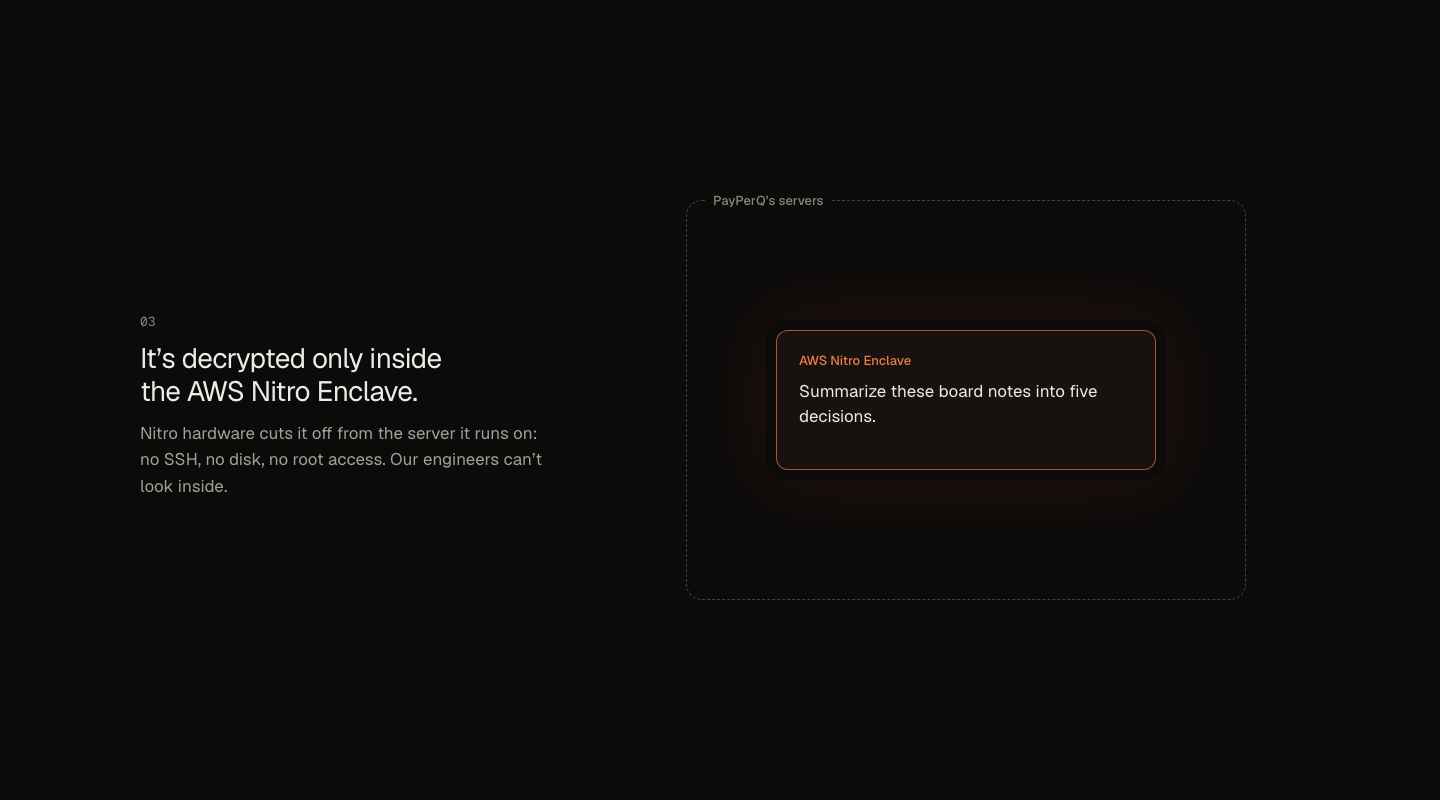 03
It’s decrypted only inside
the AWS Nitro Enclave.
Nitro hardware cuts it off from the server it runs on:
no SSH, no disk, no root access. Our engineers can’t
look inside.
PayPerQ’s servers
AWS Nitro Enclave
Summarize these board notes into five
decisions.